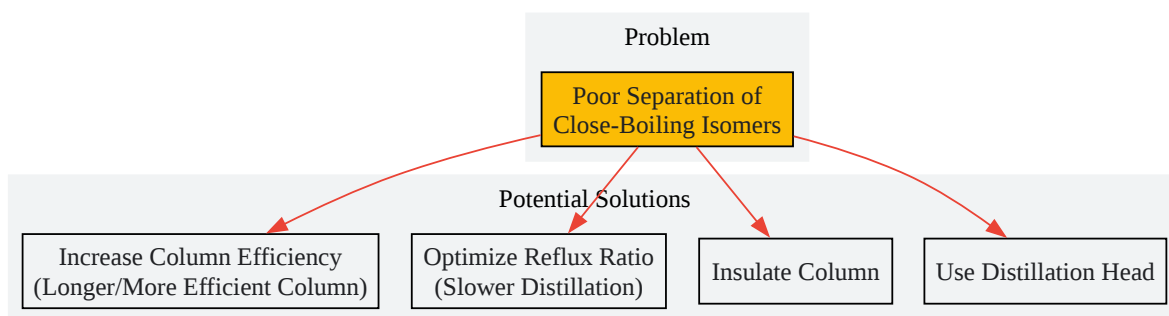 Problem
Poor Separation of
Close-Boiling Isomers
Potential Solutions
Increase Column Efficiency
(Longer/More Efficient Column)
Optimize Reflux Ratio
(Slower Distillation)
Insulate Column
Use Distillation Head